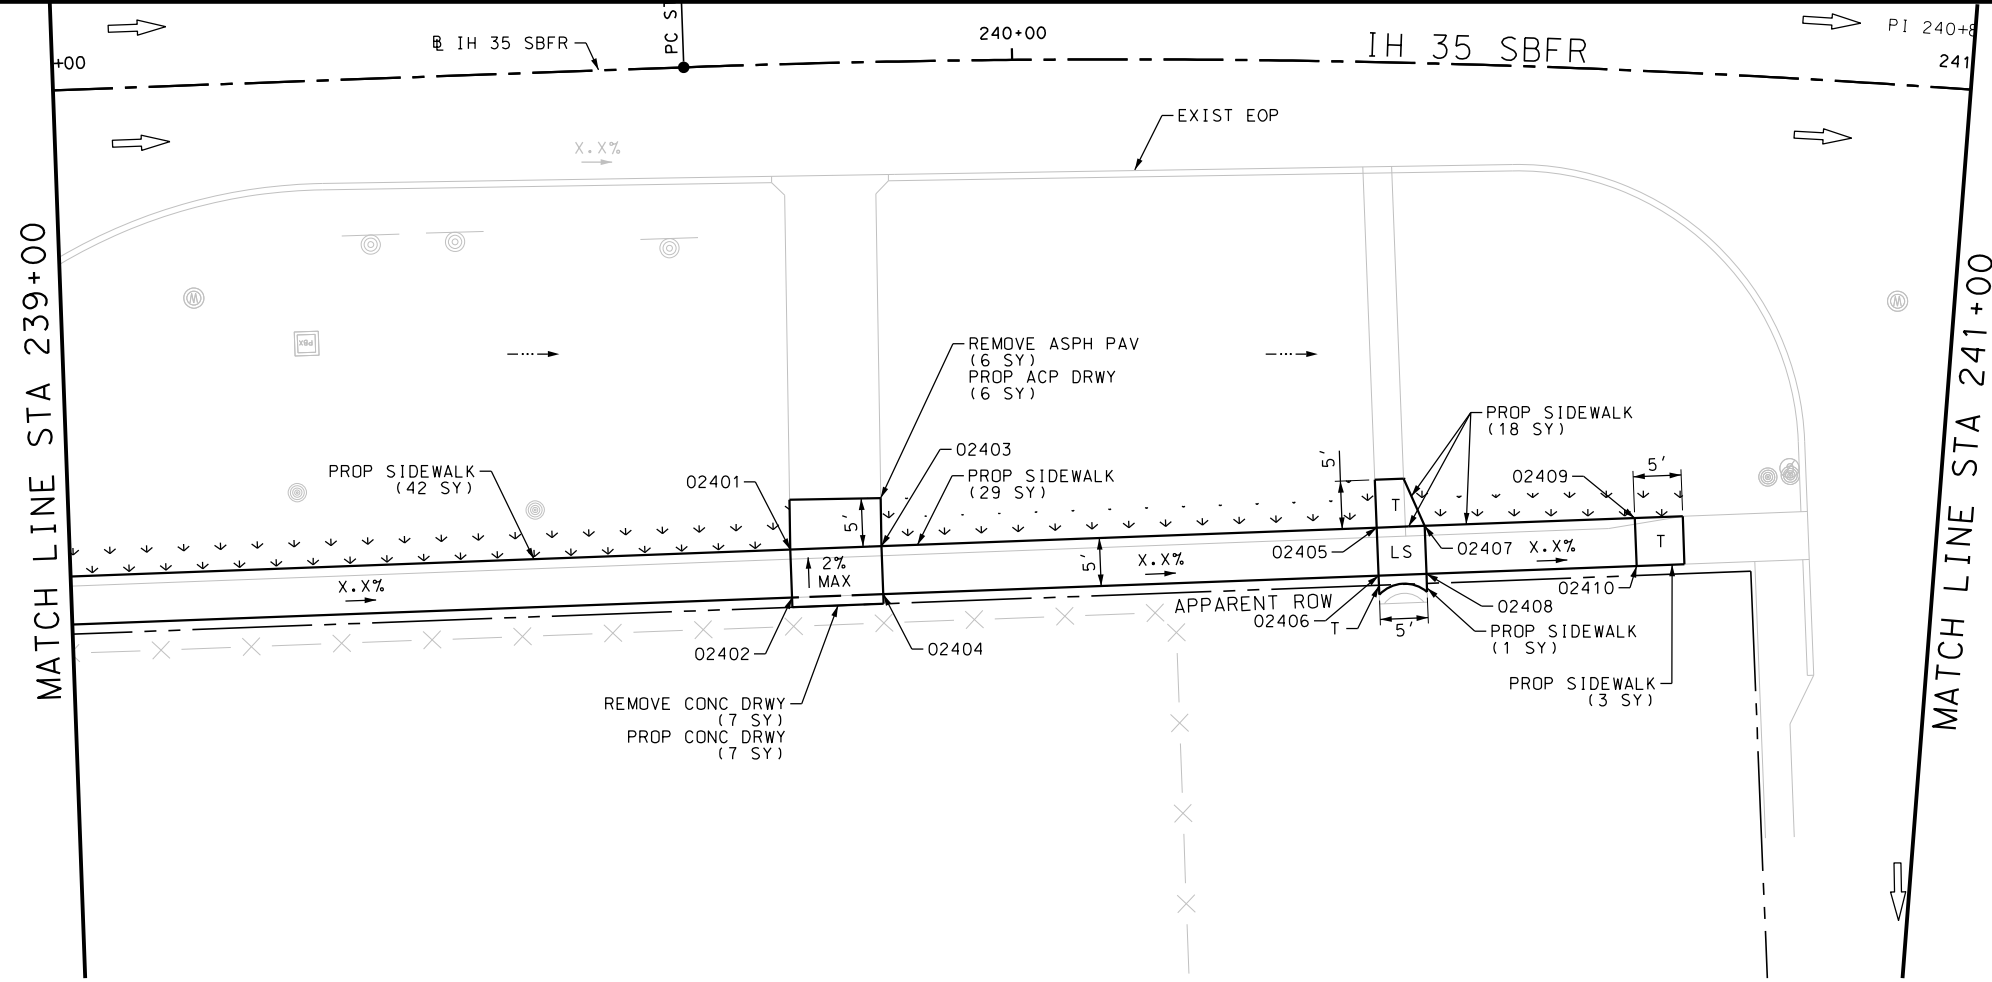 PC S
240+00
IH 35 SBFR
PI 240+8
℄ IH 35 SBFR
+00
241
EXIST EOP
X.X%
MATCH LINE STA 239+00
MATCH LINE STA 241+00
W
W
PBX
REMOVE ASPH PAV
(6 SY)
PROP ACP DRWY
(6 SY)
PROP SIDEWALK
(18 SY)
PROP SIDEWALK
(42 SY)
02401
02403
PROP SIDEWALK
(29 SY)
5'
5'
02409
5'
T
02405
LS
02407
X.X%
T
2%
MAX
5'
X.X%
X.X%
02410
APPARENT ROW
02406
T
5'
02408
PROP SIDEWALK
(1 SY)
02402
02404
PROP SIDEWALK
(3 SY)
REMOVE CONC DRWY
(7 SY)
PROP CONC DRWY
(7 SY)